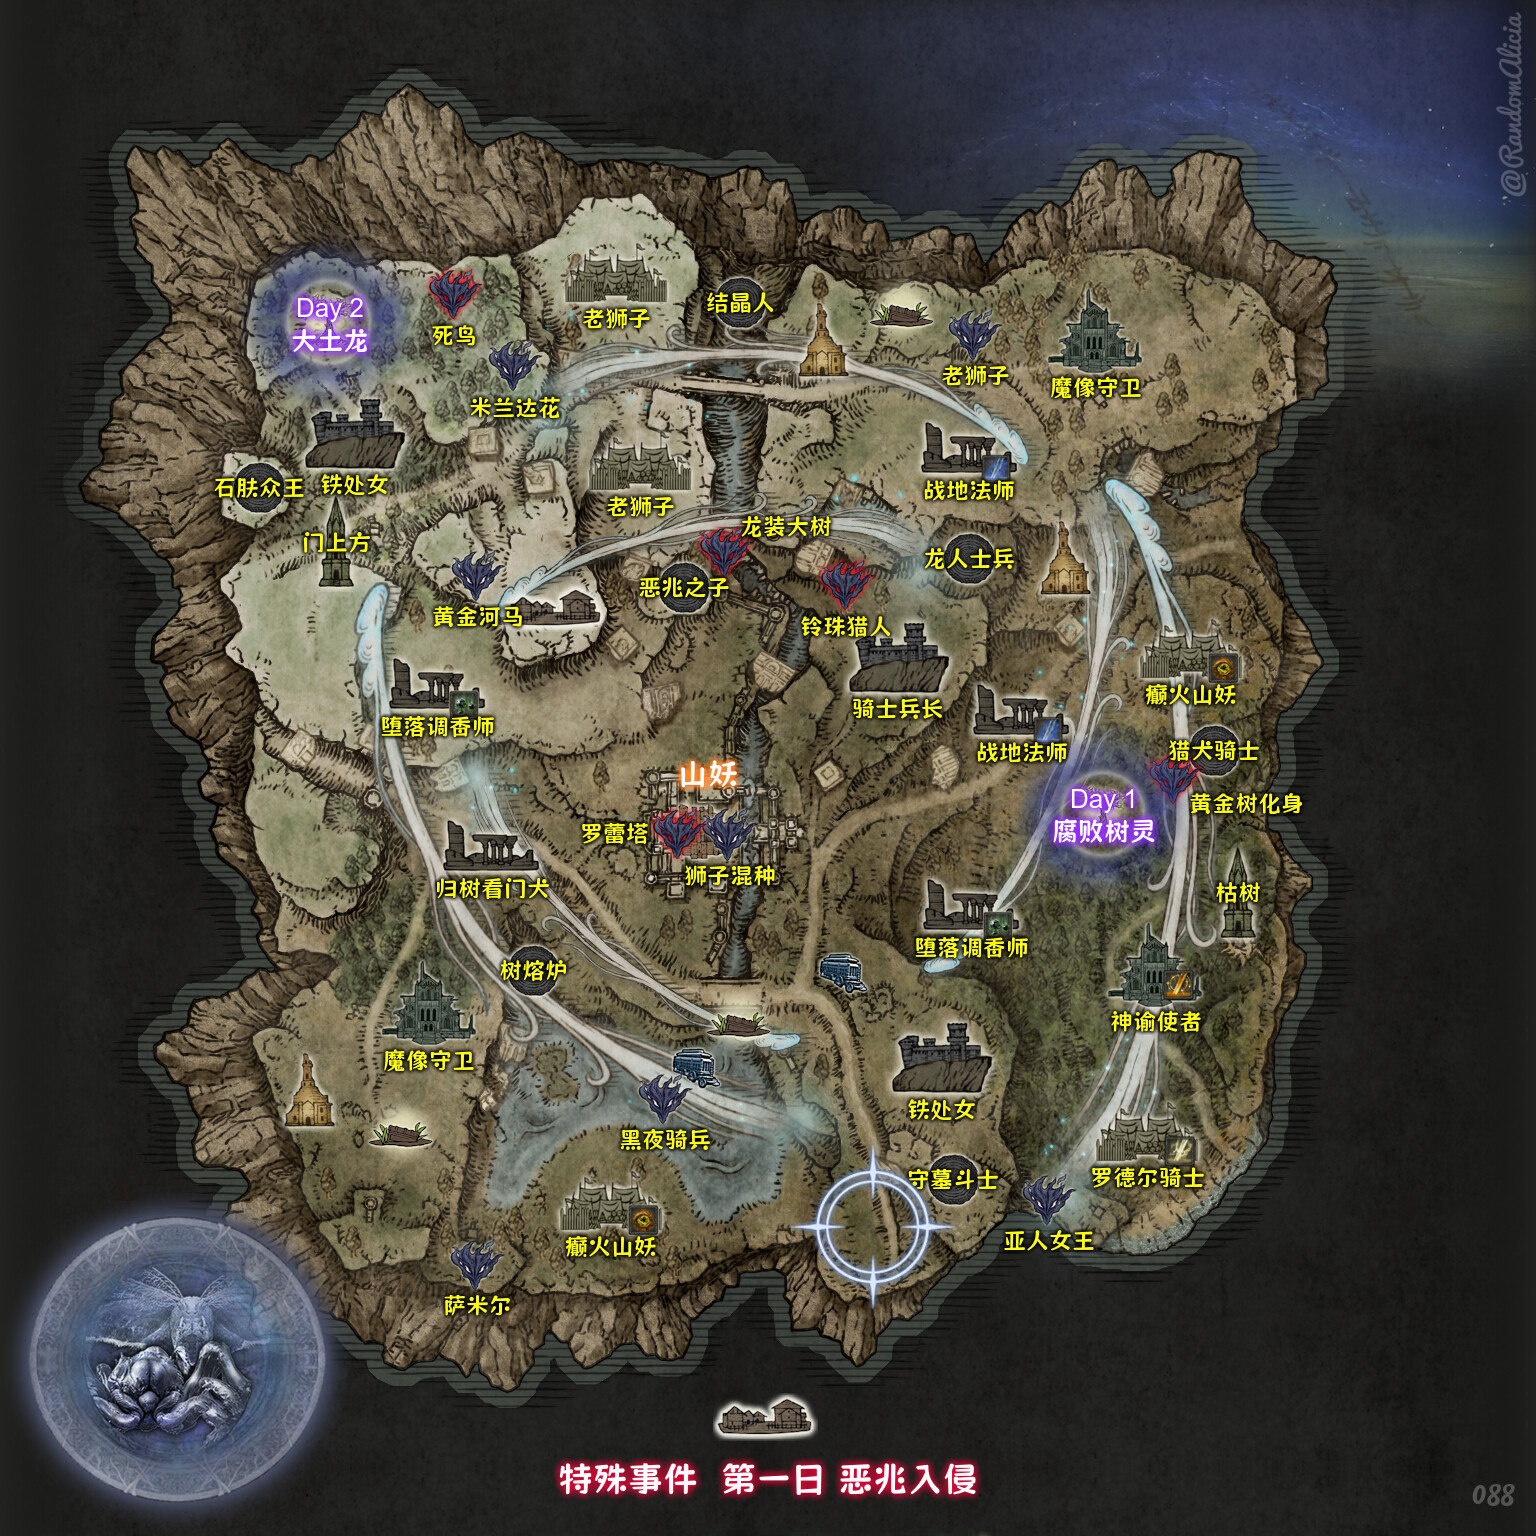 @RandomAlicia
Day 2
大土龙
死鸟
老狮子
结晶人
老狮子
魔像守卫
米兰达花
石肤众王
铁处女
老狮子
战地法师
门上方
龙装大树
龙人士兵
恶兆之子
黄金河马
铃珠猎人
癫火山妖
骑士兵长
堕落调香师
战地法师
猎犬骑士
山妖
Day 1
腐败树灵
黄金树化身
罗蕾塔
狮子混种
归树看门犬
枯树
堕落调香师
树熔炉
神谕使者
魔像守卫
铁处女
黑夜骑兵
守墓斗士
罗德尔骑士
癫火山妖
亚人女王
萨米尔
特殊事件 第一日 恶兆入侵
088